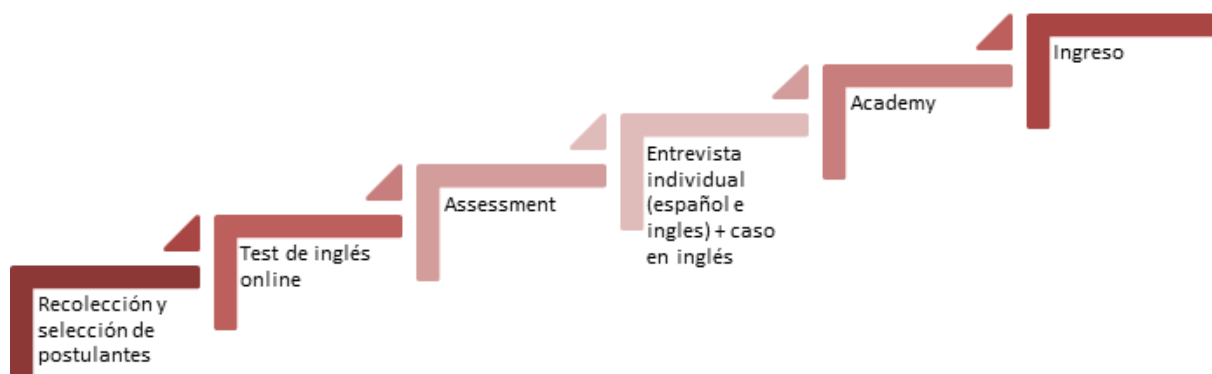 Recolección y
selección de
postulantes
Test de inglés
online
Assessment
Entrevista
individual
(español e
ingles) + caso
en inglés
Academy
Ingreso